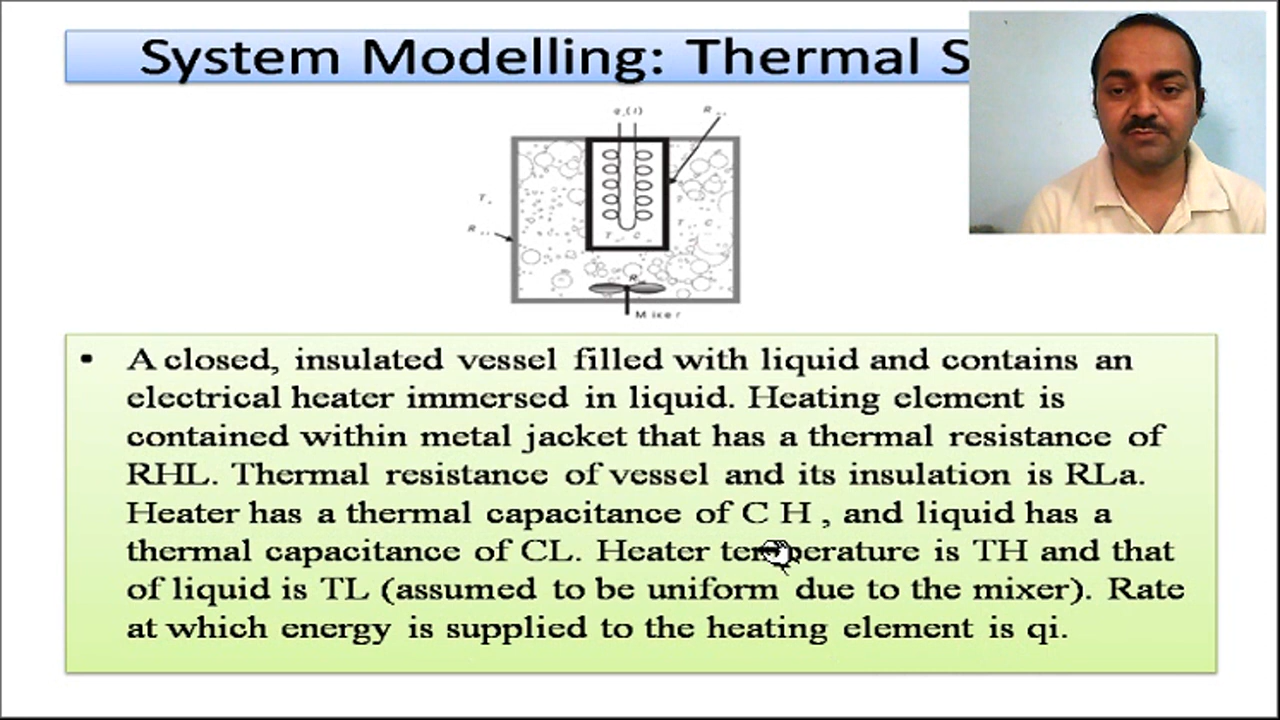 System Modelling: Thermal S
Mixer
• A closed, insulated vessel filled with liquid and contains an
electrical heater immersed in liquid. Heating element is
contained within metal jacket that has a thermal resistance of
RHL. Thermal resistance of vessel and its insulation is RLa.
Heater has a thermal capacitance of C H , and liquid has a
thermal capacitance of CL. Heater temperature is TH and that
of liquid is TL (assumed to be uniform due to the mixer). Rate
at which energy is supplied to the heating element is qi.